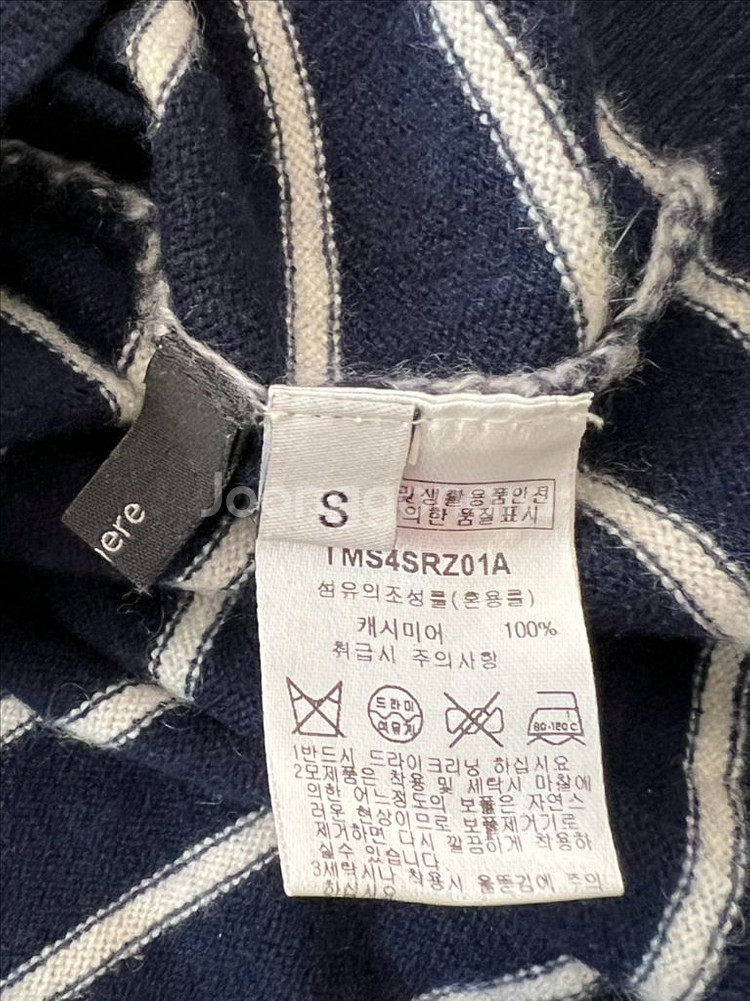 S
및생활용품안전
의한 품질표시
TMS4SRZ01A
섬유의조성률(혼용률)
캐시미어 100%
취급시 주의사항
드라이
80-120℃
1반드시 드라이크리닝 하십시요
2모제품은 착용 및 세탁시 마찰에
의한 어느정도의 보풀은 자연스
러운 현상이므로 보풀제거기로
제거하면 다시 깔끔하게 착용하
실수 있습니다
3세탁시나 착용시 올뜯김에 주의
하십시요